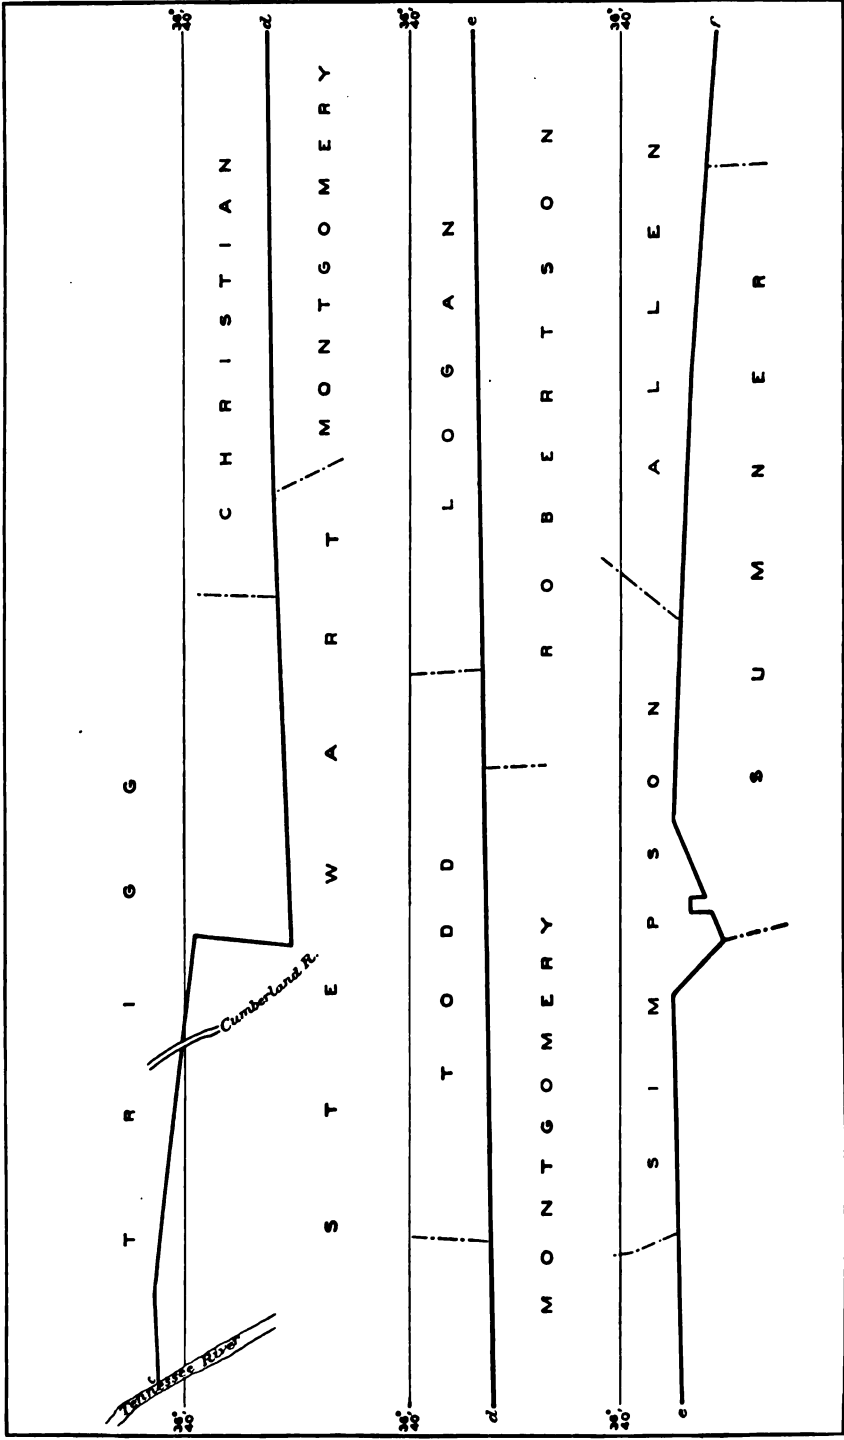 36° 40'
36° 40'
TRIGG
CHRISTIAN
d
c
Tennessee River
Cumberland R.
STEWART
MONTGOMERY
36° 40'
36° 40'
TODD
LOGAN
d
e
MONTGOMERY
ROBERTSON
36° 40'
36° 40'
SIMPSON
ALLEN
e
f
SUMNER